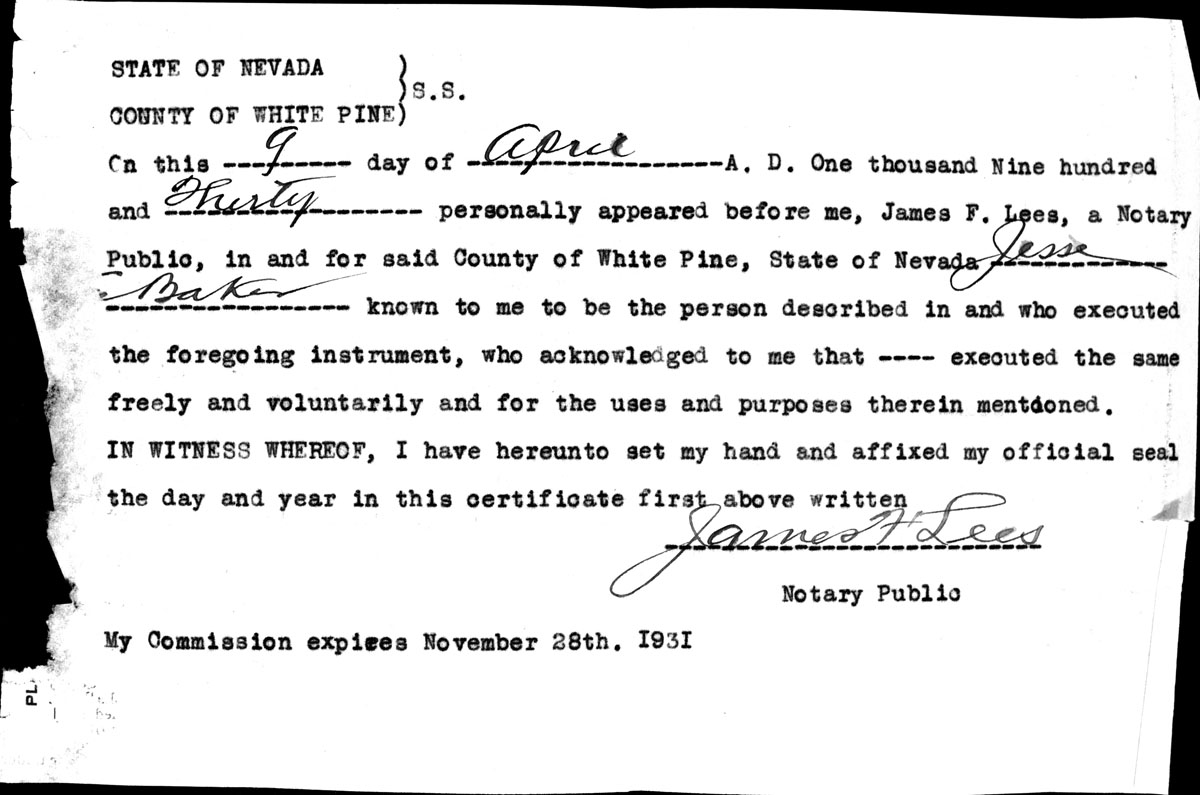 STATE OF NEVADA )
) S.S.
COUNTY OF WHITE PINE)
On this ---9----- day of -April---------A. D. One thousand Nine hundred
and -Thirty-------- personally appeared before me, James F. Lees, a Notary
Public, in and for said County of White Pine, State of Nevada Jesse
Baker known to me to be the person described in and who executed
the foregoing instrument, who acknowledged to me that ---- executed the same
freely and voluntarily and for the uses and purposes therein mentdoned.
IN WITNESS WHEREOF, I have hereunto set my hand and affixed my official seal
the day and year in this certificate first above written
James F Lees
Notary Public
My Commission expires November 28th. I93I
PL